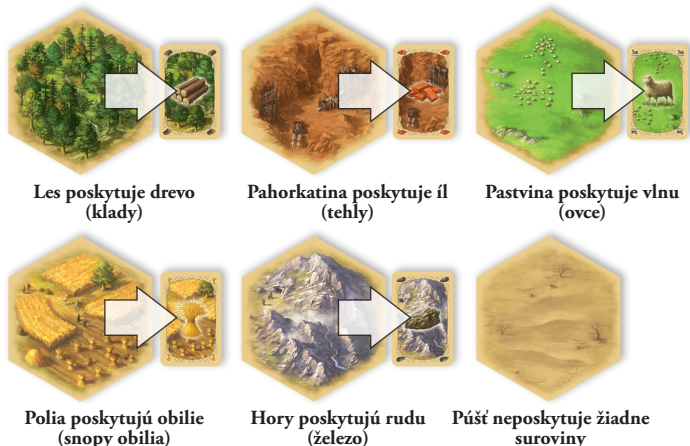 Les poskytuje drevo
(klady)
Pahorkatina poskytuje íl
(tehly)
Pastvina poskytuje vlnu
(ovce)
Polia poskytujú obilie
(snopy obilia)
Hory poskytujú rudu
(železo)
Púšť neposkytuje žiadne
suroviny